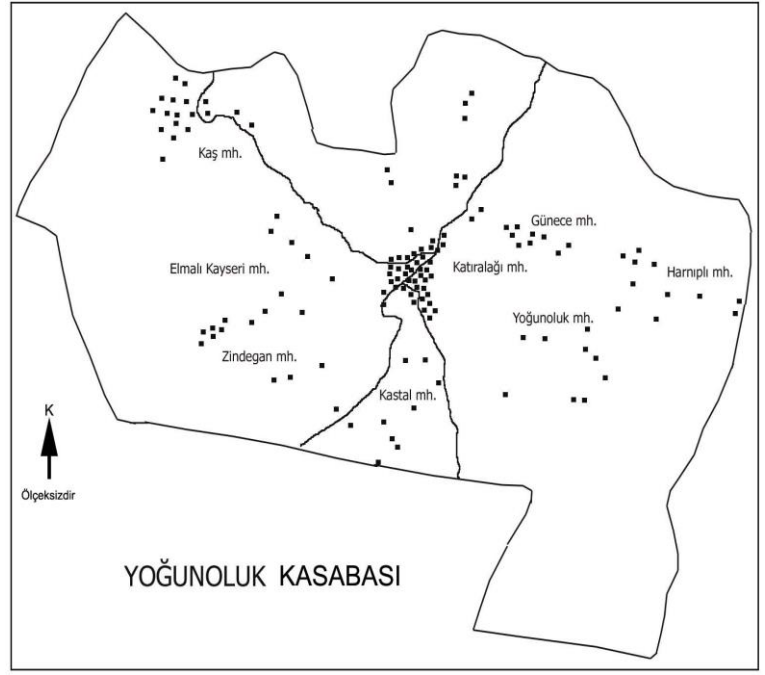 Kaş mh.
Günece mh.
Elmalı Kayseri mh.
Katıralağı mh.
Harnıplı mh.
Yoğunoluk mh.
Zindegan mh.
Kastal mh.
K
Ölçeksizdir
YOĞUNOLUK KASABASI